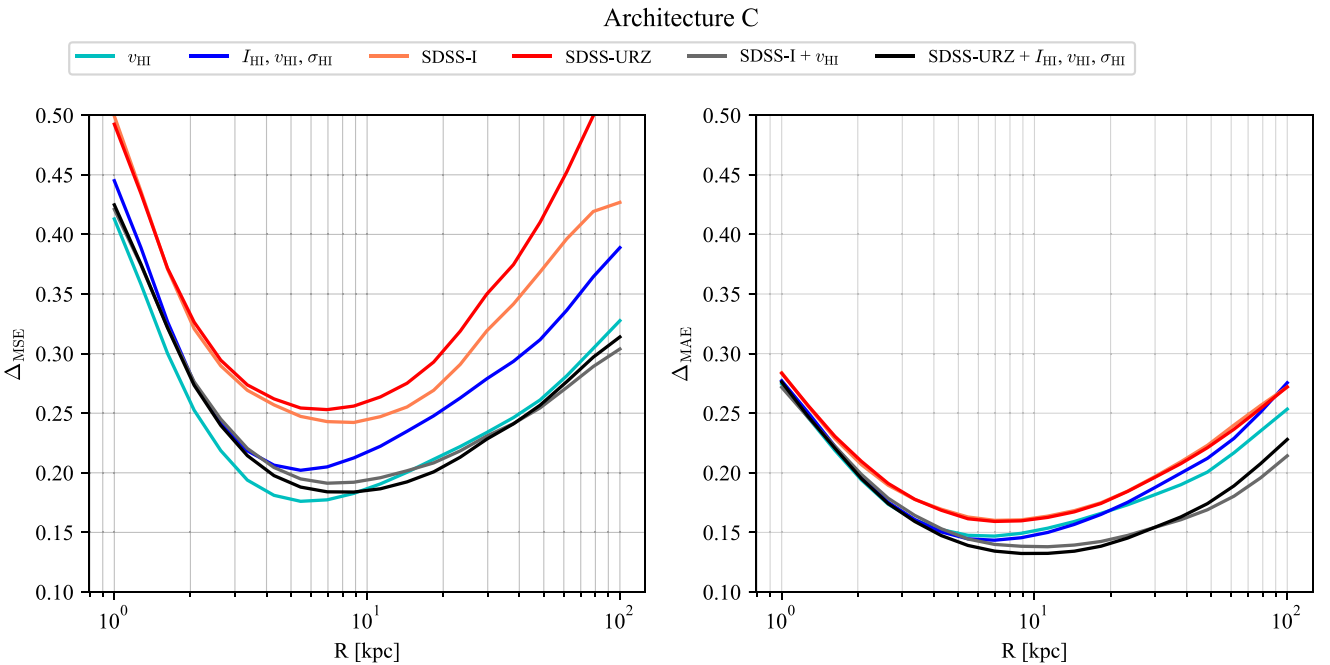 Architecture C
v_HI I_HI, v_HI, σ_HI SDSS-I SDSS-URZ SDSS-I + v_HI SDSS-URZ + I_HI, v_HI, σ_HI
0.50 0.50
0.45 0.45
0.40 0.40
0.35 0.35
Δ_MSE Δ_MAE
0.30 0.30
0.25 0.25
0.20 0.20
0.15 0.15
0.10 0.10
10^0 10^1 10^2 10^0 10^1 10^2
R [kpc] R [kpc]